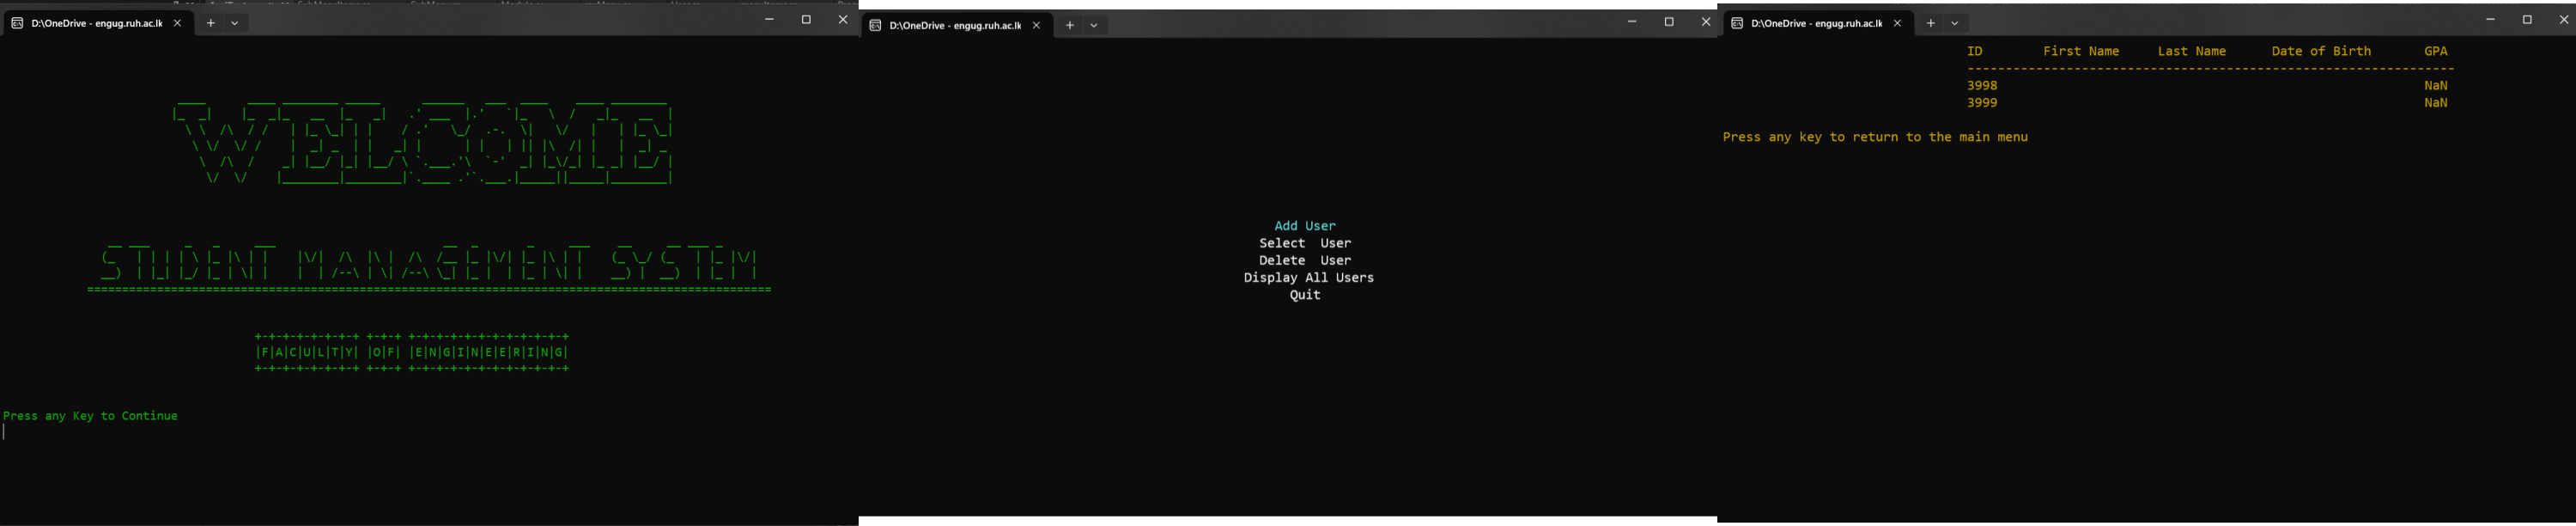 D:\OneDrive - engug.ruh.ac.lk
WELCOME
STUDENT MANAGEMENT SYSTEM
|F|A|C|U|L|T|Y| |O|F| |E|N|G|I|N|E|E|R|I|N|G|
Press any Key to Continue
D:\OneDrive - engug.ruh.ac.lk
Add User
Select User
Delete User
Display All Users
Quit
D:\OneDrive - engug.ruh.ac.lk
ID First Name Last Name Date of Birth GPA
3998 NaN
3999 NaN
Press any key to return to the main menu